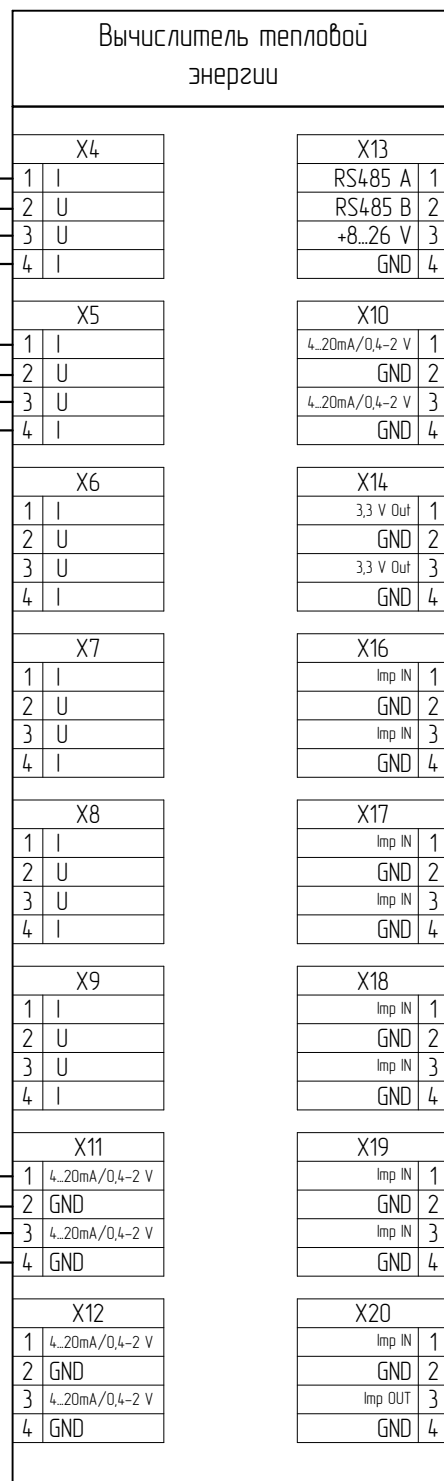 Вычислитель тепловой
энергии
X4
1 I
2 U
3 U
4 I
X5
1 I
2 U
3 U
4 I
X6
1 I
2 U
3 U
4 I
X7
1 I
2 U
3 U
4 I
X8
1 I
2 U
3 U
4 I
X9
1 I
2 U
3 U
4 I
X11
1 4...20mA/0,4-2 V
2 GND
3 4...20mA/0,4-2 V
4 GND
X12
1 4...20mA/0,4-2 V
2 GND
3 4...20mA/0,4-2 V
4 GND
X13
RS485 A 1
RS485 B 2
+8...26 V 3
GND 4
X10
4...20mA/0,4-2 V 1
GND 2
4...20mA/0,4-2 V 3
GND 4
X14
3,3 V Out 1
GND 2
3,3 V Out 3
GND 4
X16
Imp IN 1
GND 2
Imp IN 3
GND 4
X17
Imp IN 1
GND 2
Imp IN 3
GND 4
X18
Imp IN 1
GND 2
Imp IN 3
GND 4
X19
Imp IN 1
GND 2
Imp IN 3
GND 4
X20
Imp IN 1
GND 2
Imp OUT 3
GND 4